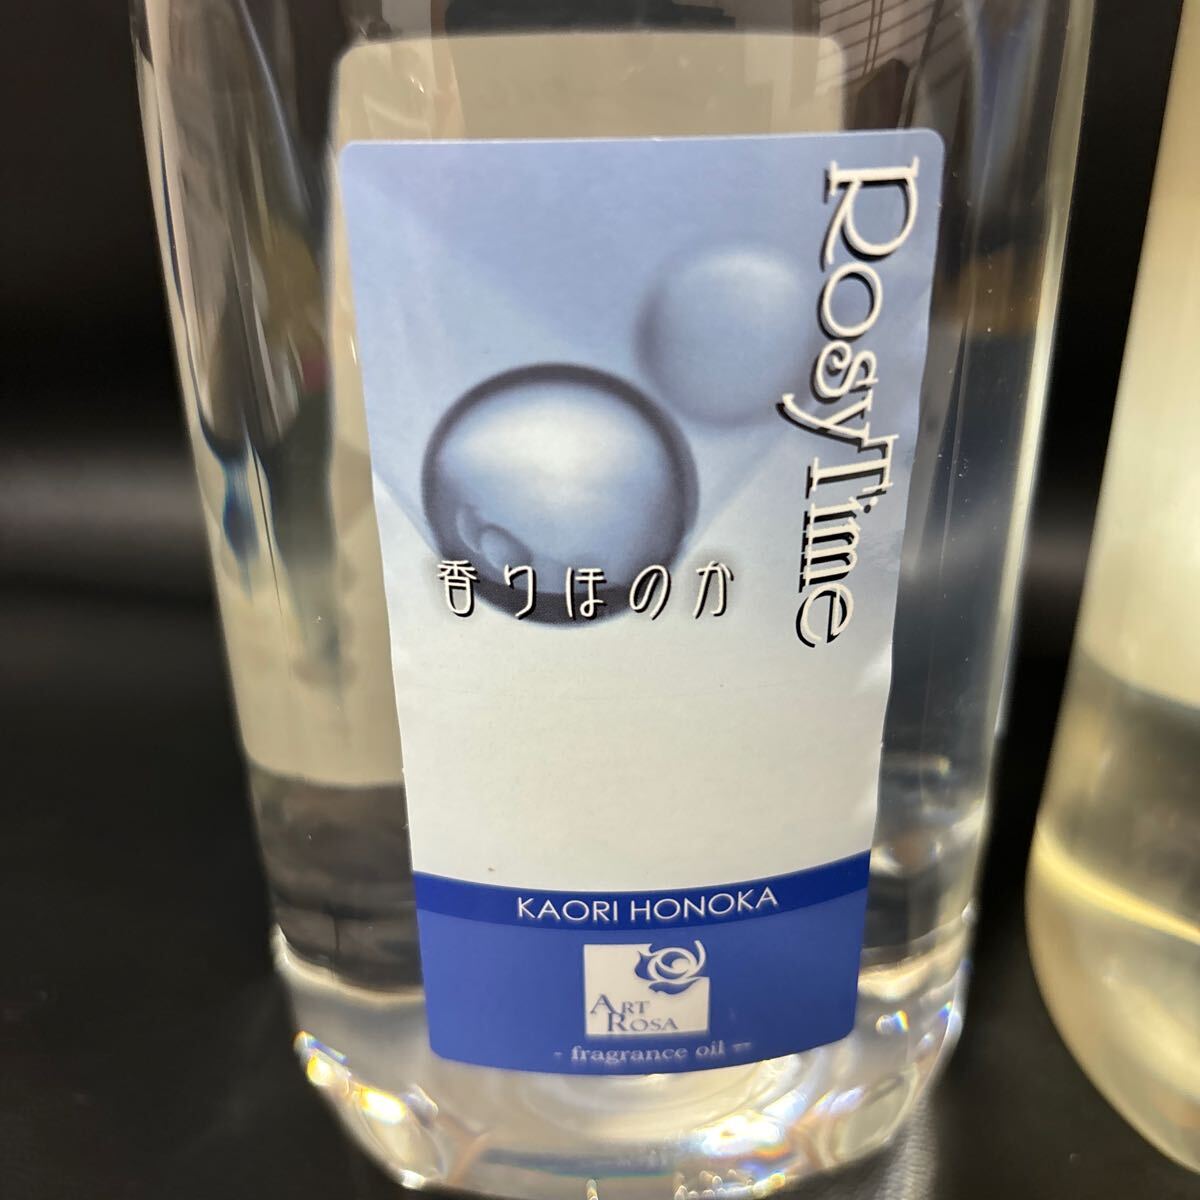 RosyTime
香りほのか
KAORI HONOKA
ART
ROSA
- fragrance oil -